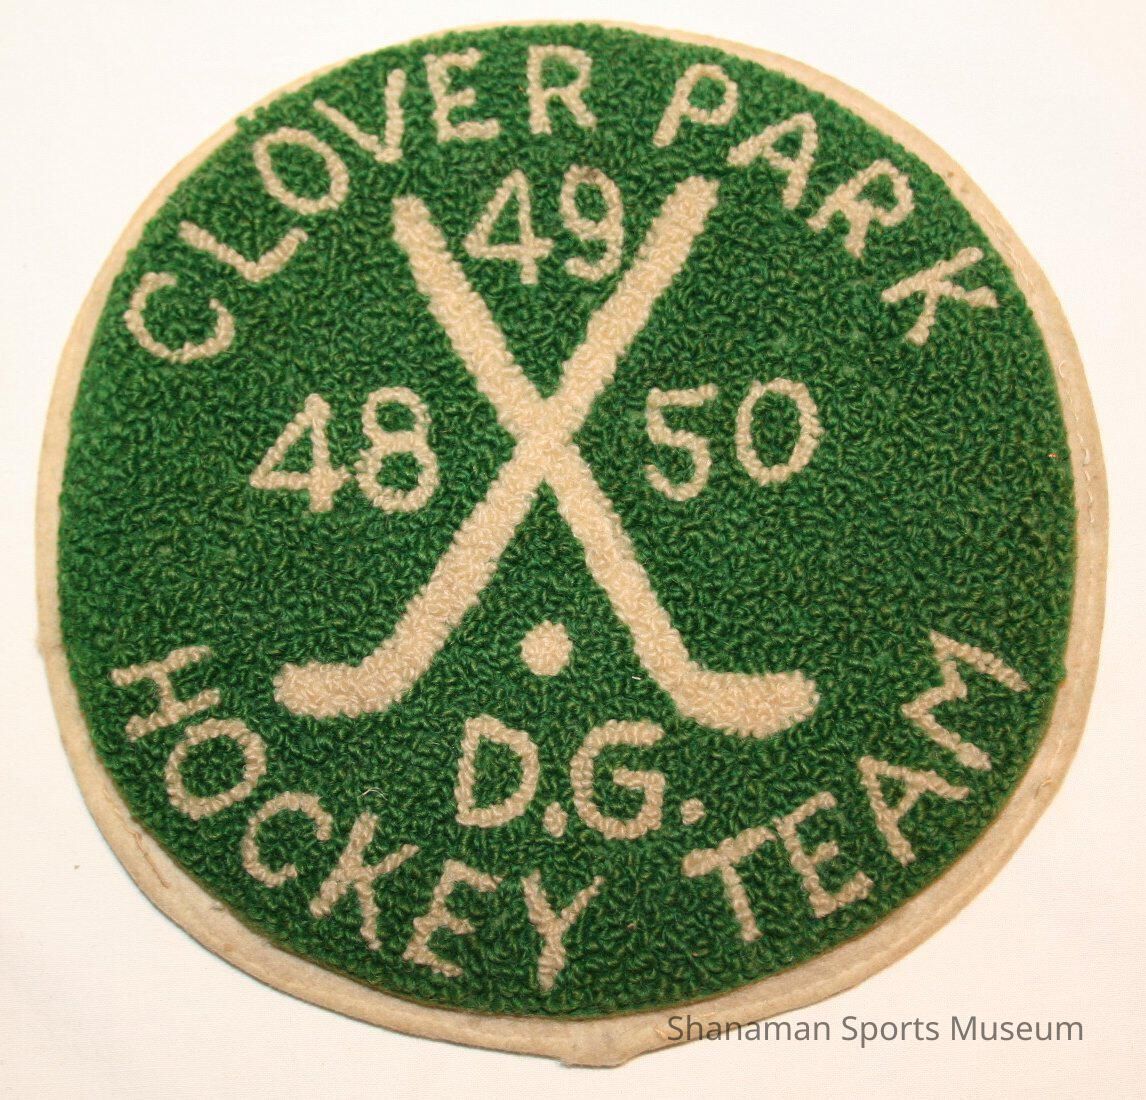 CLOVER PARK
49
48 50
D.G.
HOCKEY TEAM
Shanaman Sports Museum